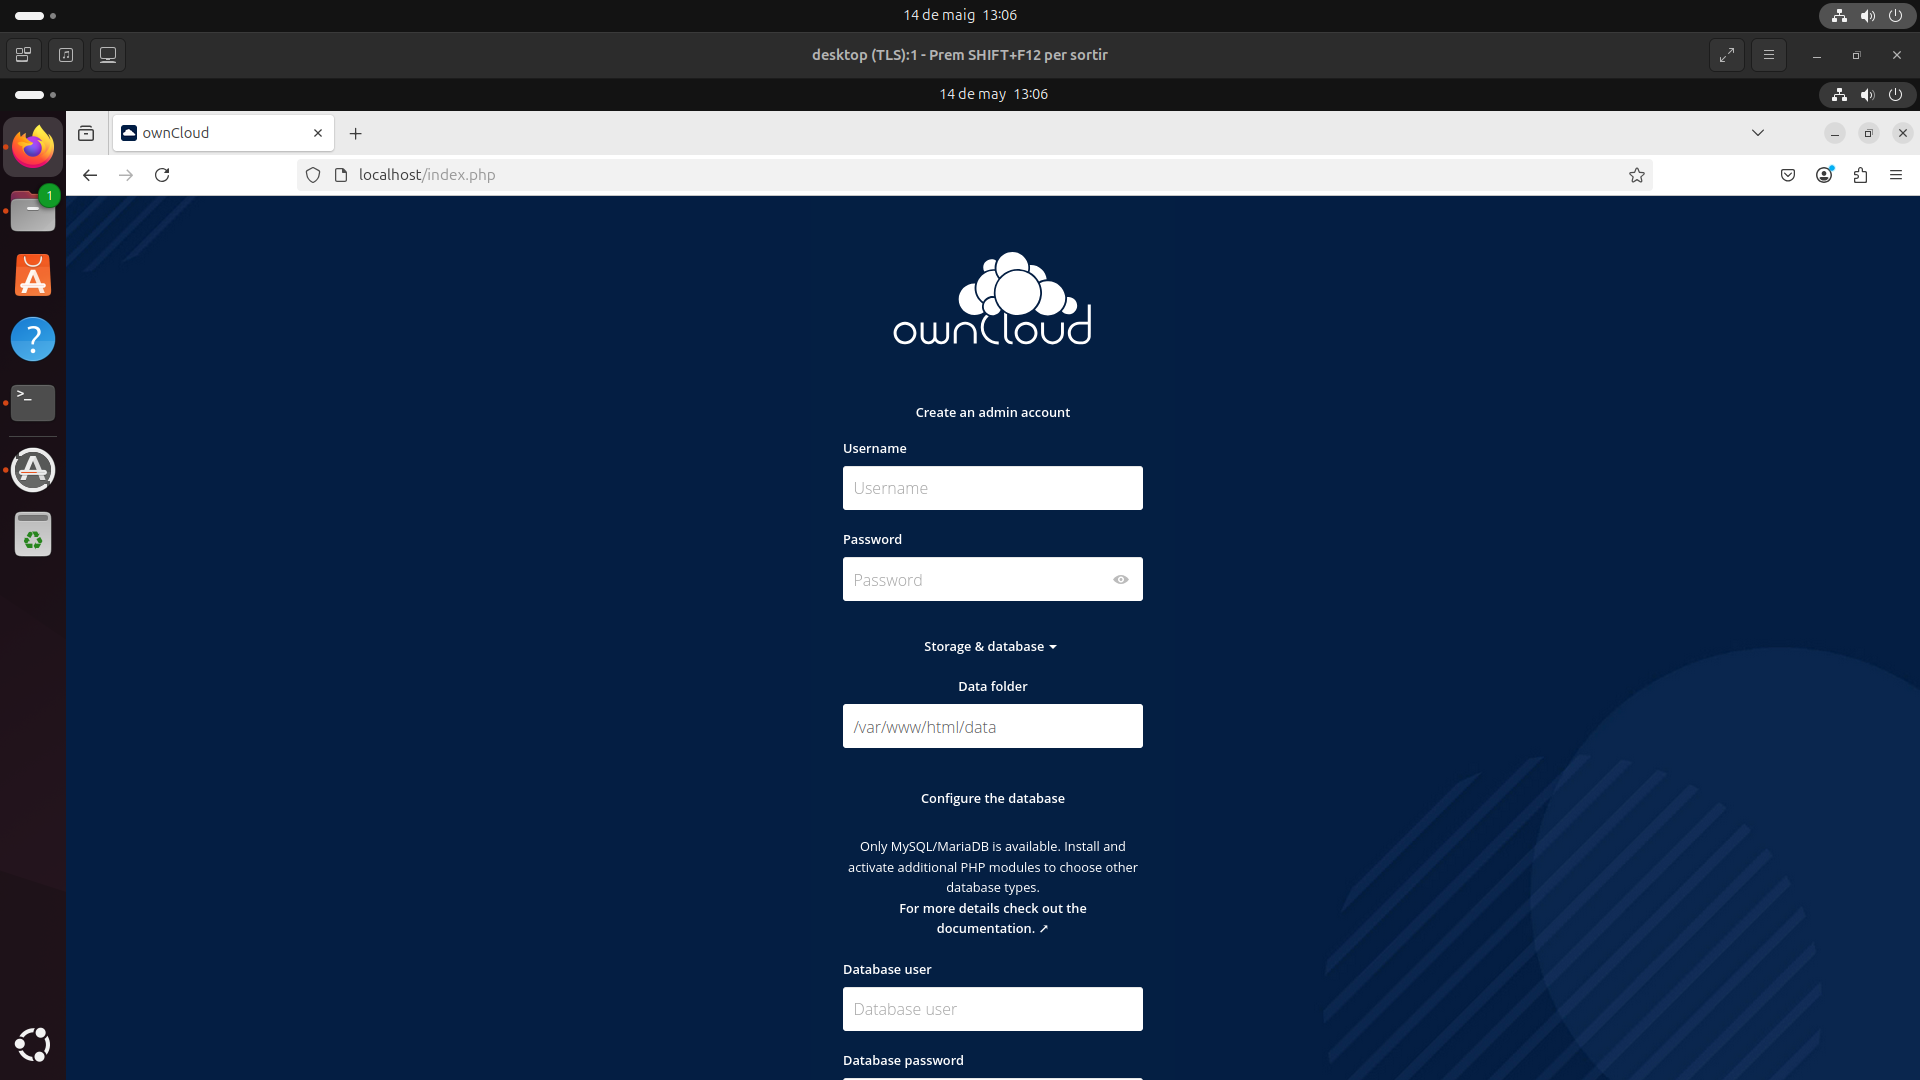 14 de maig  13:06
desktop (TLS):1 - Prem SHIFT+F12 per sortir
14 de may  13:06
ownCloud
localhost/index.php
1
ownCloud
Create an admin account
Username
Username
Password
Password
Storage & database
Data folder
/var/www/html/data
Configure the database
Only MySQL/MariaDB is available. Install and
activate additional PHP modules to choose other
database types.
For more details check out the
documentation. ↗
Database user
Database user
Database password